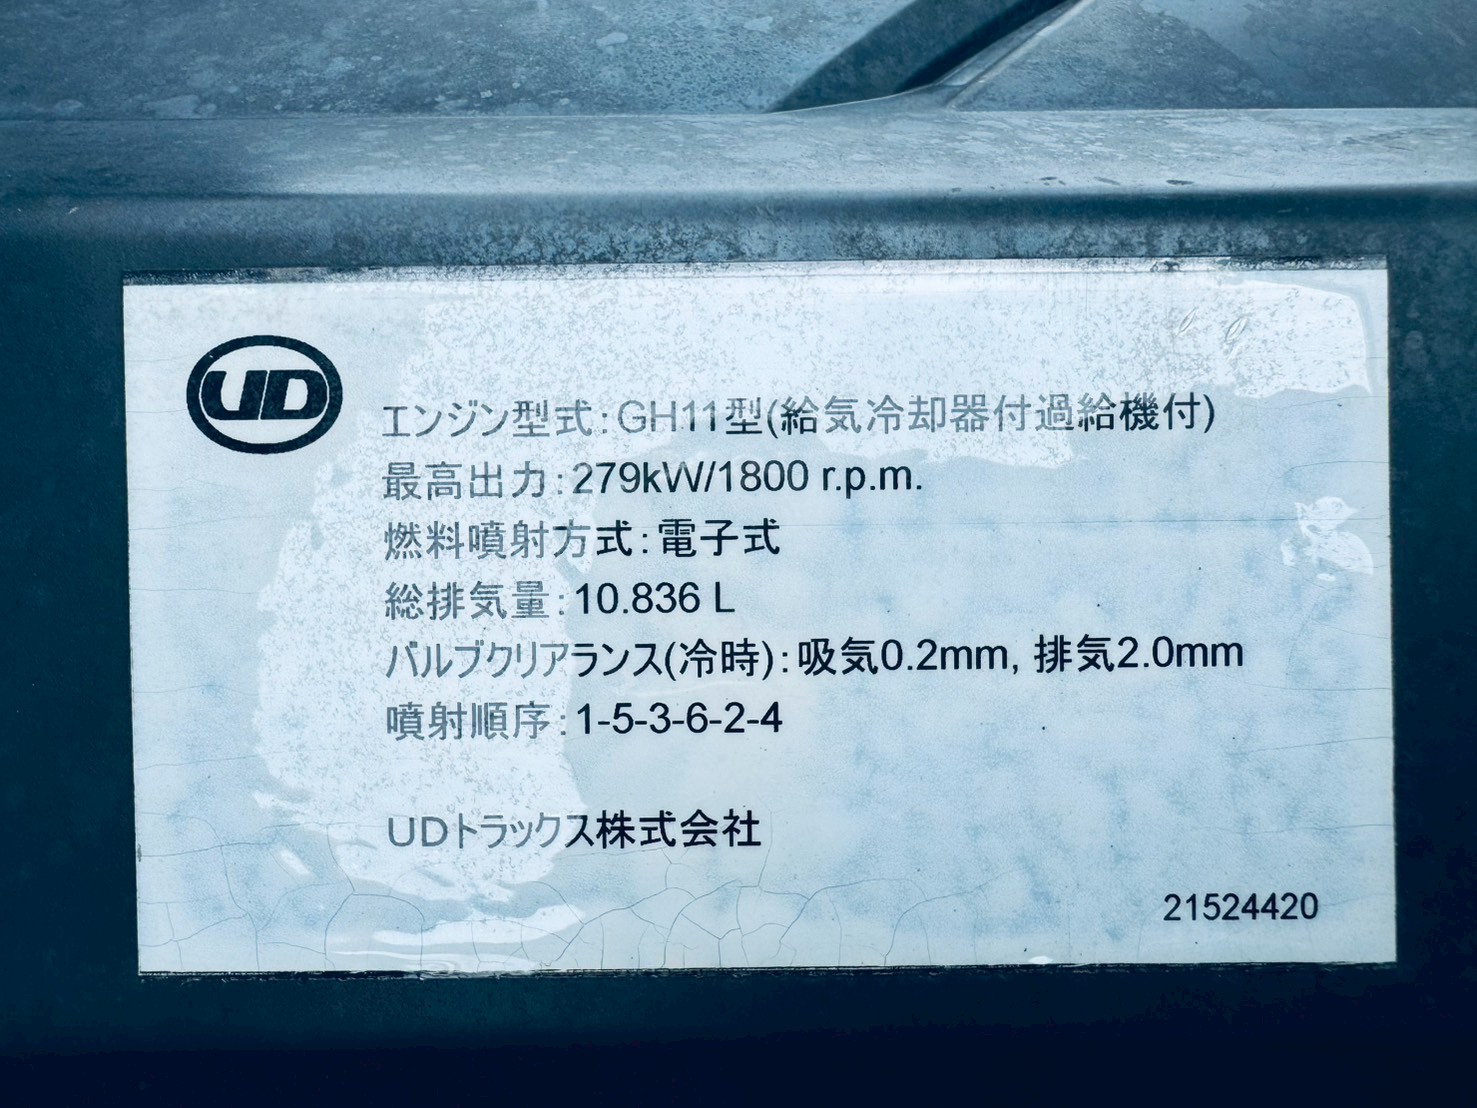 UD
エンジン型式:GH11型(給気冷却器付過給機付)
最高出力:279kW/1800 r.p.m.
燃料噴射方式:電子式
総排気量:10.836 L
バルブクリアランス(冷時):吸気0.2mm, 排気2.0mm
噴射順序:1-5-3-6-2-4
UDトラックス株式会社
21524420